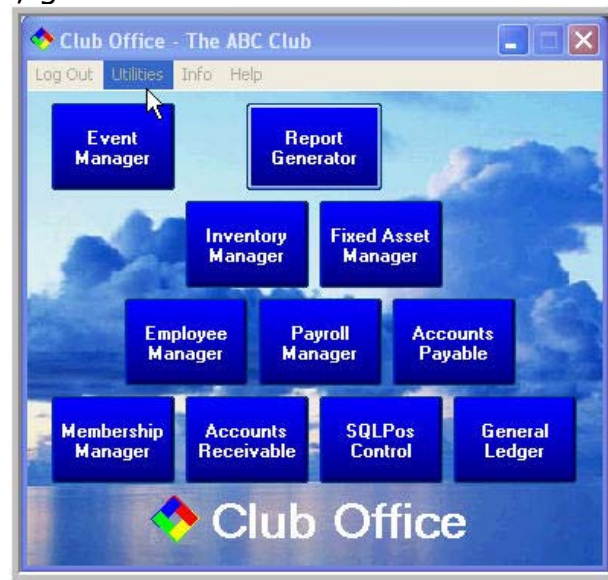 Club Office - The ABC Club
Log Out Utilities Info Help
Event
Manager
Report
Generator
Inventory
Manager
Fixed Asset
Manager
Employee
Manager
Payroll
Manager
Accounts
Payable
Membership
Manager
Accounts
Receivable
SQLPos
Control
General
Ledger
Club Office